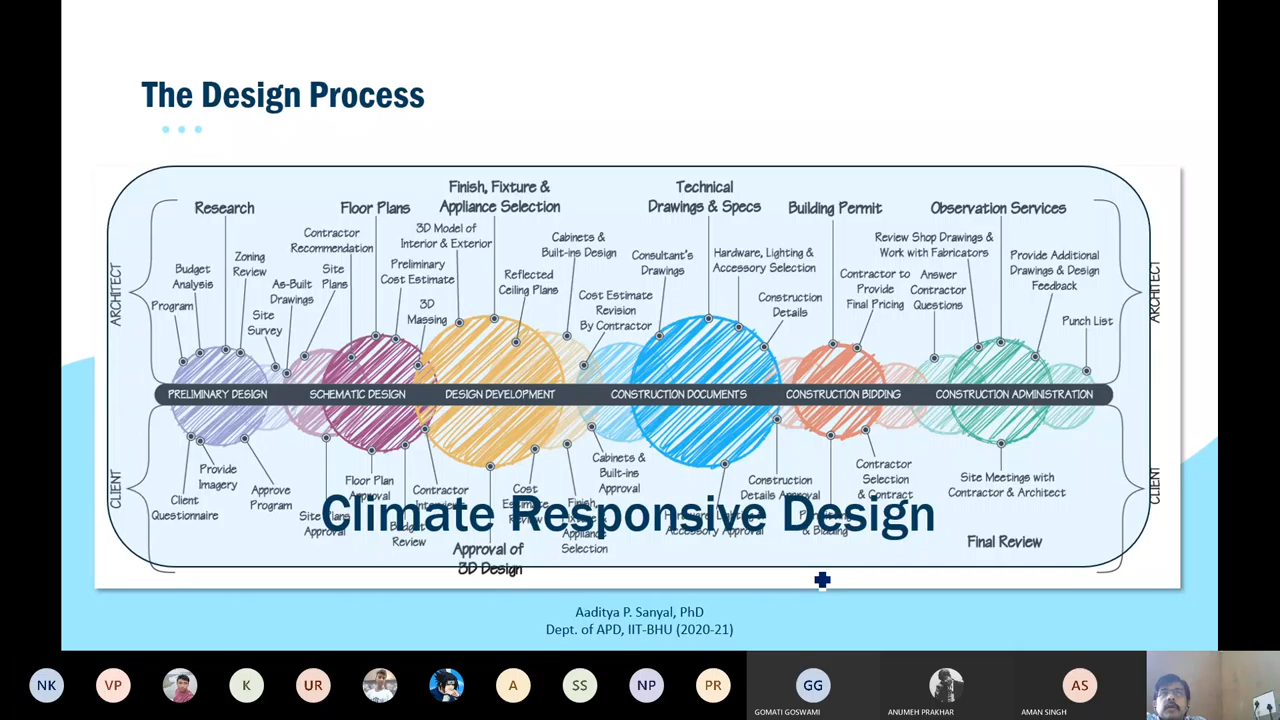 The Design Process
Finish, Fixture &
Appliance Selection
Technical
Drawings & Specs
Research
Floor Plans
Building Permit
Observation Services
Contractor
Recommendation
3D Model of
Interior & Exterior
Cabinets &
Built-ins Design
Consultant's
Drawings
Hardware, Lighting &
Accessory Selection
Review Shop Drawings &
Work with Fabricators
Provide Additional
Drawings & Design
Feedback
Zoning
Review
Budget
Analysis
Program
As-Built
Drawings
Site
Survey
Site
Plans
Preliminary
Cost Estimate
3D
Massing
Reflected
Ceiling Plans
Cost Estimate
Revision
By Contractor
Construction
Details
Contractor to
Provide
Final Pricing
Answer
Contractor
Questions
Punch List
ARCHITECT
ARCHITECT
PRELIMINARY DESIGN
SCHEMATIC DESIGN
DESIGN DEVELOPMENT
CONSTRUCTION DOCUMENTS
CONSTRUCTION BIDDING
CONSTRUCTION ADMINISTRATION
CLIENT
CLIENT
Client
Questionnaire
Provide
Imagery
Approve
Program
Site Plans
Approval
Floor Plan
Approval
Budget
Review
Contractor
Approval of
3D Design
Cost
Estimate
Review
Finish,
Fixture &
Appliance
Selection
Cabinets &
Built-ins
Approval
Hardware, Lighting &
Accessory Approval
Construction
Details Approval
& Bidding
Contractor
Selection
& Contract
Site Meetings with
Contractor & Architect
Final Review
Climate Responsive Design
Aaditya P. Sanyal, PhD
Dept. of APD, IIT-BHU (2020-21)
NK
VP
K
UR
A
SS
NP
PR
GG
AS
GOMATI GOSWAMI
ANUMEH PRAKHAR
AMAN SINGH